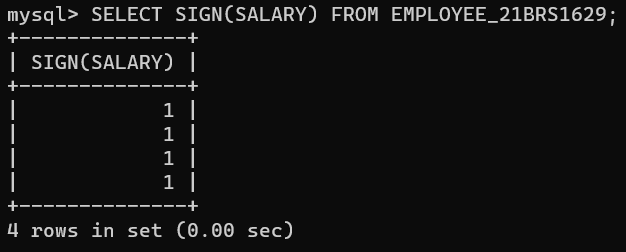 mysql> SELECT SIGN(SALARY) FROM EMPLOYEE_21BRS1629;
+--------------+
| SIGN(SALARY) |
+--------------+
|            1 |
|            1 |
|            1 |
|            1 |
+--------------+
4 rows in set (0.00 sec)